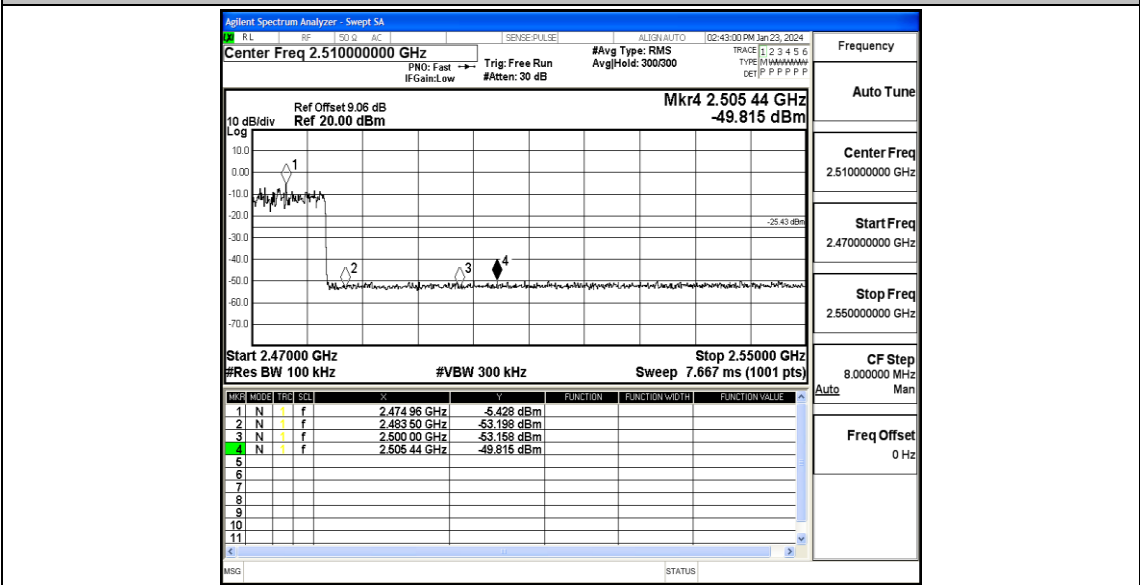 Agilent Spectrum Analyzer - Swept SA
RL RF 50 Ω AC SENSE:PULSE ALIGNAUTO 02:43:00 PM Jan 23, 2024
Center Freq 2.510000000 GHz
PNO: Fast
IFGain:Low
Trig: Free Run
#Atten: 30 dB
#Avg Type: RMS
Avg|Hold: 300/300
TRACE 1 2 3 4 5 6
TYPE M
DET P P P P P P
Mkr4 2.505 44 GHz
-49.815 dBm
Ref Offset 9.06 dB
10 dB/div Ref 20.00 dBm
Log
10.0
0.00
-10.0
-20.0
-30.0
-40.0
-50.0
-60.0
-70.0
1
2
3
4
-25.43 dBm
Start 2.47000 GHz Stop 2.55000 GHz
#Res BW 100 kHz #VBW 300 kHz Sweep 7.667 ms (1001 pts)
MKR MODE TRC SCL X Y FUNCTION FUNCTION WIDTH FUNCTION VALUE
1 N 1 f 2.474 96 GHz -5.428 dBm
2 N 1 f 2.483 50 GHz -53.198 dBm
3 N 1 f 2.500 00 GHz -53.158 dBm
4 N 1 f 2.505 44 GHz -49.815 dBm
5
6
7
8
9
10
11
MSG STATUS
Frequency
Auto Tune
Center Freq
2.510000000 GHz
Start Freq
2.470000000 GHz
Stop Freq
2.550000000 GHz
CF Step
8.000000 MHz
Auto Man
Freq Offset
0 Hz